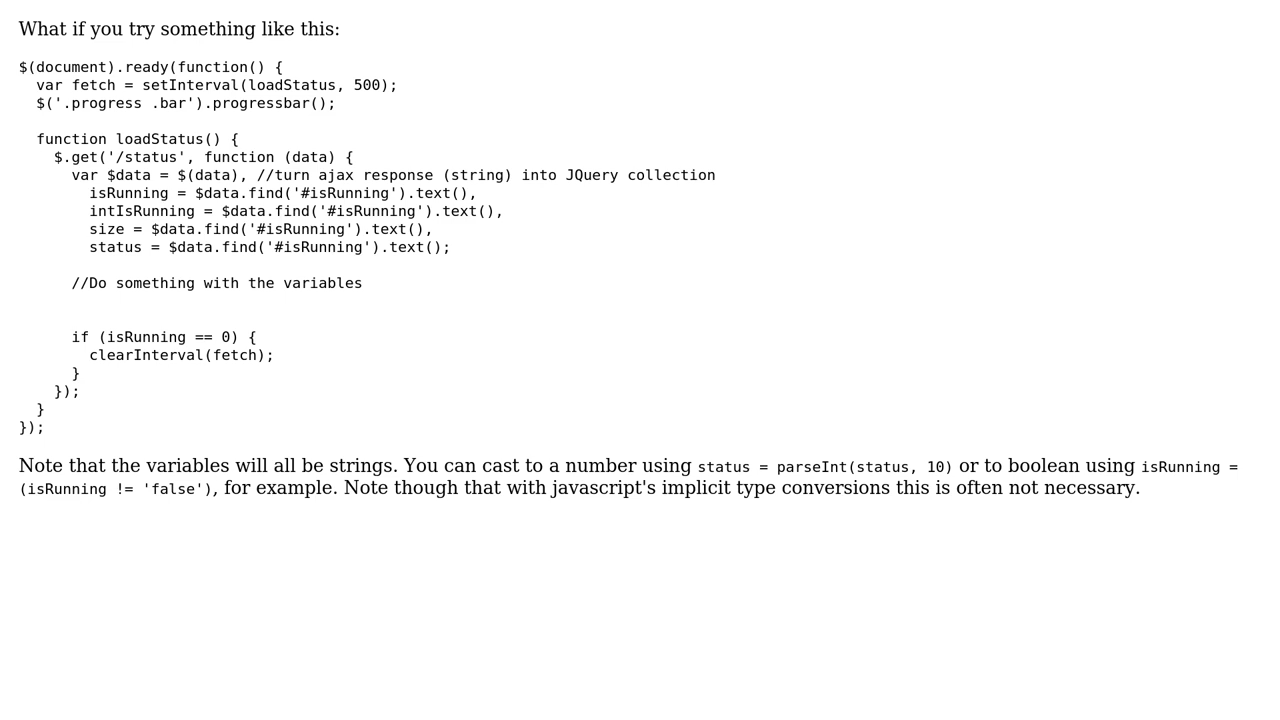 What if you try something like this:
$(document).ready(function() {
  var fetch = setInterval(loadStatus, 500);
  $('.progress .bar').progressbar();

  function loadStatus() {
    $.get('/status', function (data) {
      var $data = $(data), //turn ajax response (string) into JQuery collection
        isRunning = $data.find('#isRunning').text(),
        intIsRunning = $data.find('#isRunning').text(),
        size = $data.find('#isRunning').text(),
        status = $data.find('#isRunning').text();

      //Do something with the variables


      if (isRunning == 0) {
        clearInterval(fetch);
      }
    });
  }
});
Note that the variables will all be strings. You can cast to a number using status = parseInt(status, 10) or to boolean using isRunning =
(isRunning != 'false'), for example. Note though that with javascript's implicit type conversions this is often not necessary.